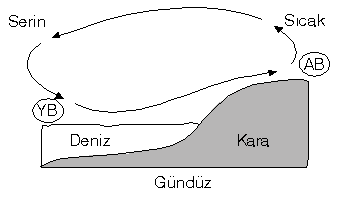 Serin
Sıcak
AB
YB
Deniz
Kara
Gündüz